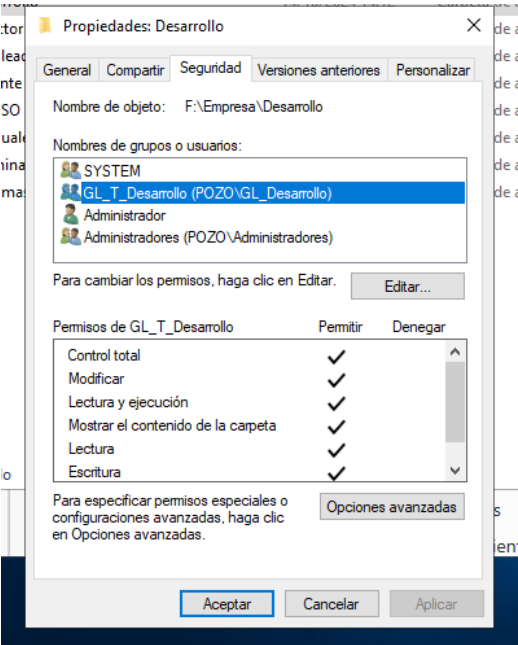 Propiedades: Desarrollo
General Compartir Seguridad Versiones anteriores Personalizar
Nombre de objeto: F:\Empresa\Desarrollo
Nombres de grupos o usuarios:
SYSTEM
GL_T_Desarrollo (POZO\GL_Desarrollo)
Administrador
Administradores (POZO\Administradores)
Para cambiar los permisos, haga clic en Editar.
Editar...
Permisos de GL_T_Desarrollo Permitir Denegar
Control total
Modificar
Lectura y ejecución
Mostrar el contenido de la carpeta
Lectura
Escritura
Para especificar permisos especiales o
configuraciones avanzadas, haga clic
en Opciones avanzadas.
Opciones avanzadas
Aceptar Cancelar Aplicar